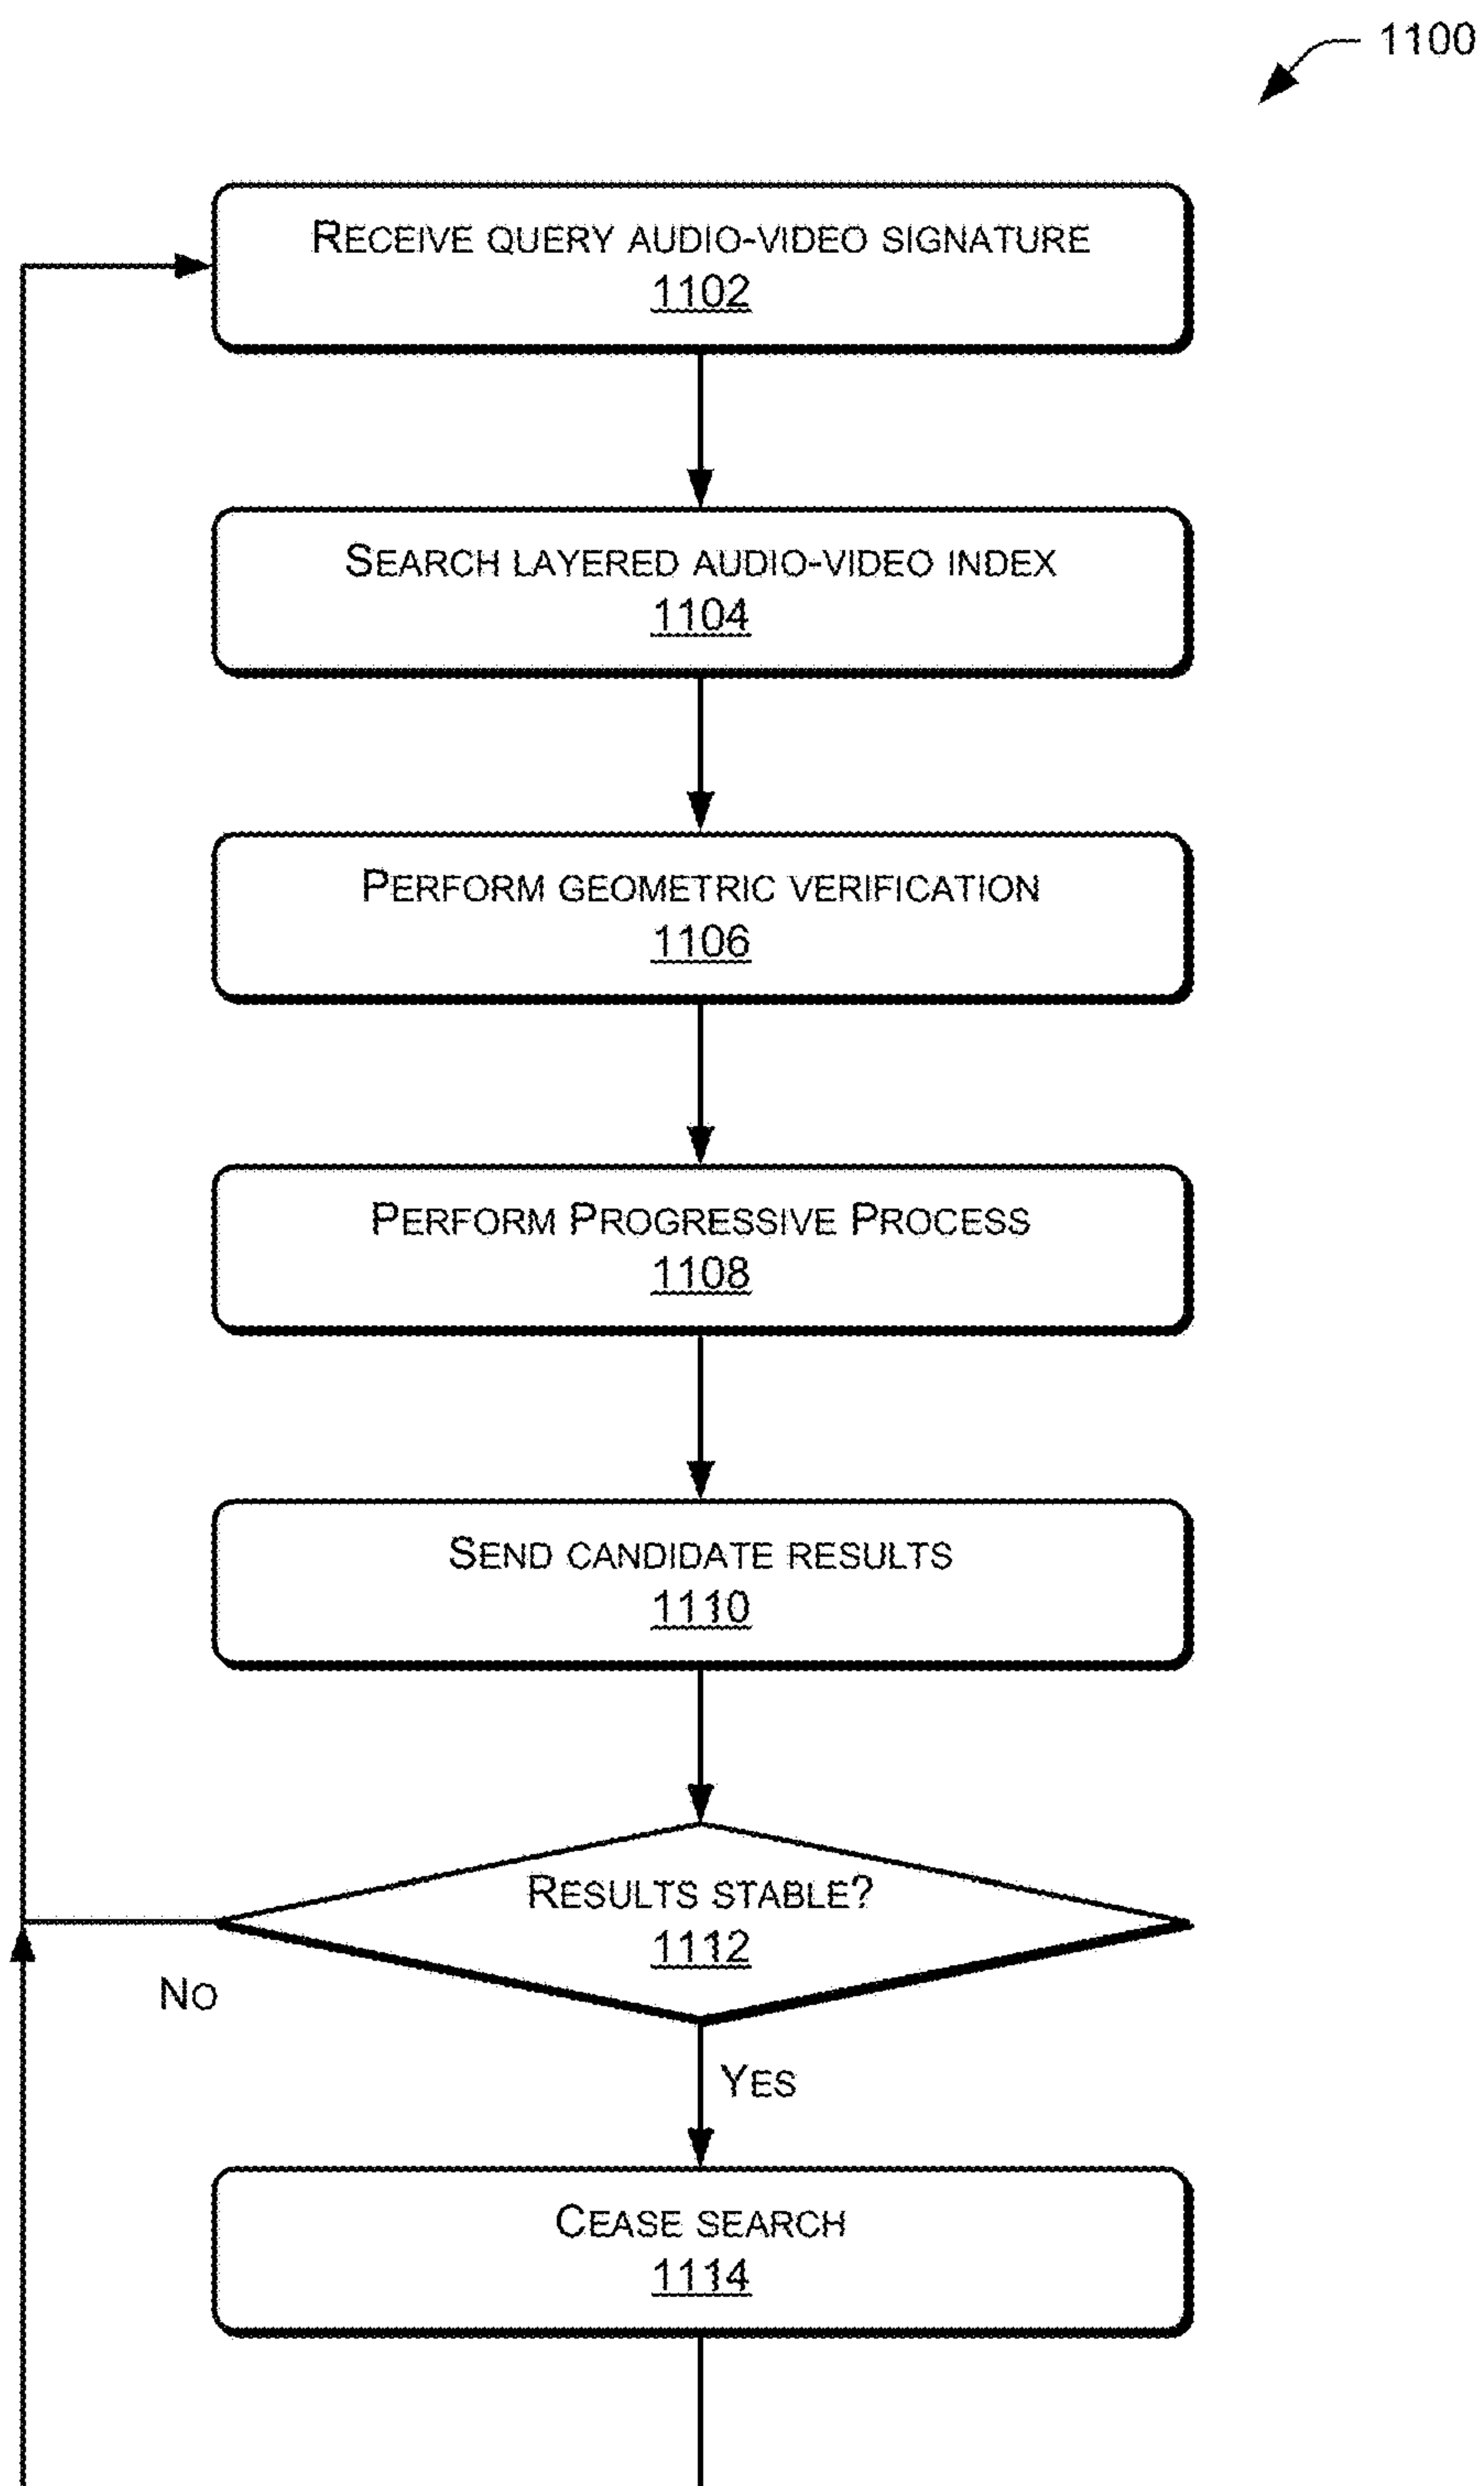 1100
RECEIVE QUERY AUDIO-VIDEO SIGNATURE
1102
SEARCH LAYERED AUDIO-VIDEO INDEX
1104
PERFORM GEOMETRIC VERIFICATION
1106
PERFORM PROGRESSIVE PROCESS
1108
SEND CANDIDATE RESULTS
1110
RESULTS STABLE?
1112
NO
YES
CEASE SEARCH
1114